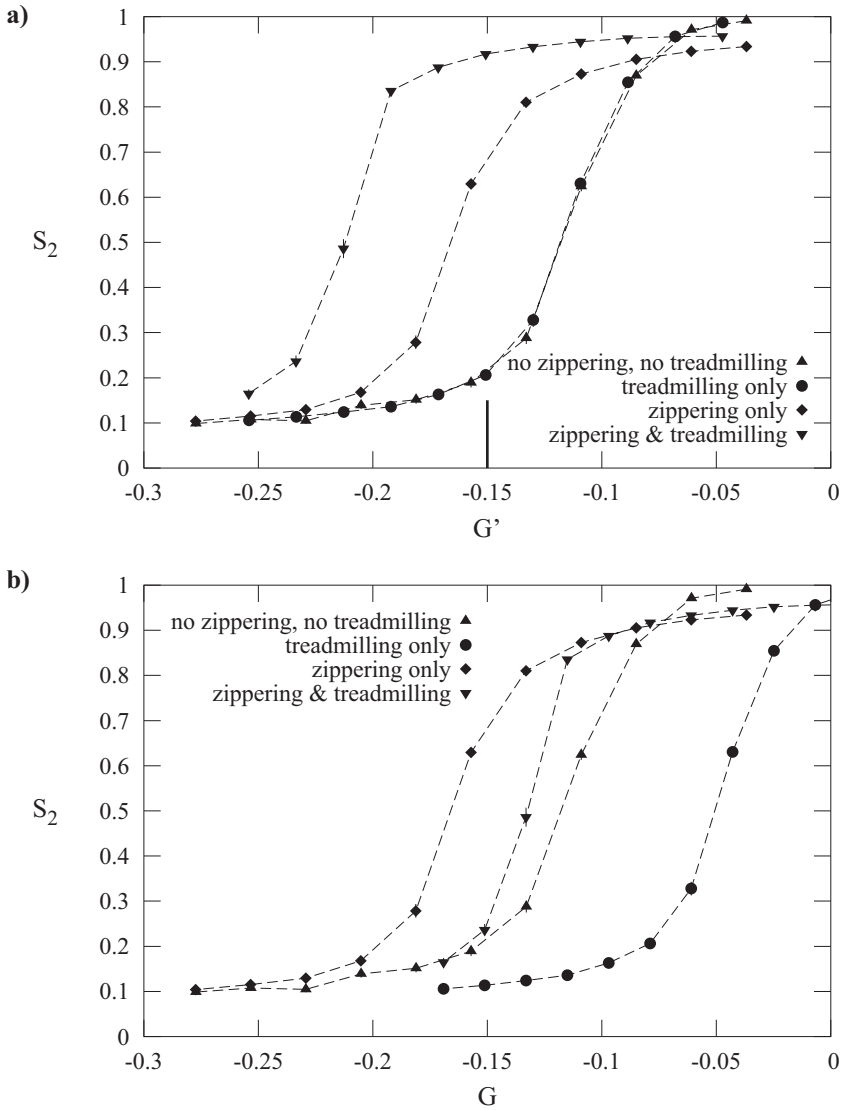 a)
1
0.9
0.8
0.7
0.6
0.5
0.4
0.3
0.2
0.1
0
S2
no zippering, no treadmilling
treadmilling only
zippering only
zippering & treadmilling
-0.3 -0.25 -0.2 -0.15 -0.1 -0.05 0
G’
b)
1
0.9
0.8
0.7
0.6
0.5
0.4
0.3
0.2
0.1
0
S2
no zippering, no treadmilling
treadmilling only
zippering only
zippering & treadmilling
-0.3 -0.25 -0.2 -0.15 -0.1 -0.05 0
G